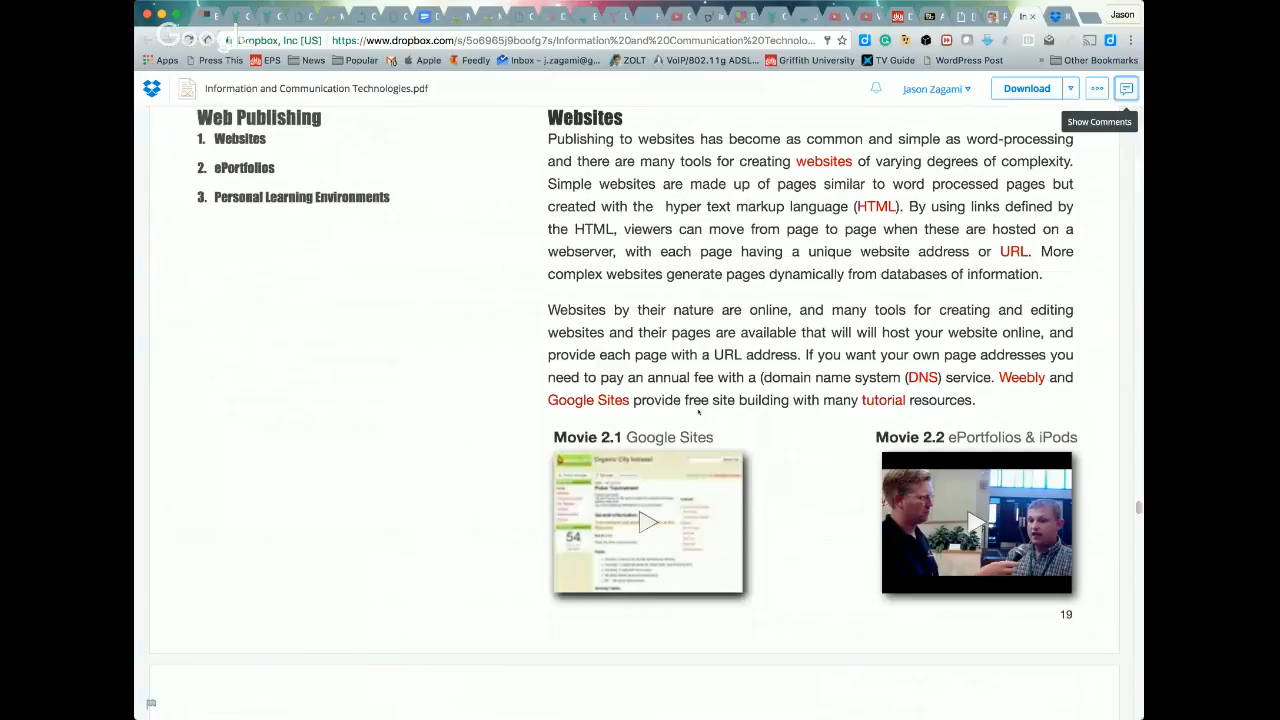 Jason
Dropbox, Inc [US] https://www.dropbox.com/s/5o6965j9boofg7s/Information%20and%20Communication%20Technolo...
Apps Press This EPS News Popular Apple Feedly Inbox – j.zagami@g... ZOLT VoIP/802.11g ADSL... Griffith University TV Guide WordPress Post » Other Bookmarks
Information and Communication Technologies.pdf Jason Zagami Download
Show Comments
Web Publishing
1. Websites
2. ePortfolios
3. Personal Learning Environments
Websites
Publishing to websites has become as common and simple as word-processing
and there are many tools for creating websites of varying degrees of complexity.
Simple websites are made up of pages similar to word processed pages but
created with the hyper text markup language (HTML). By using links defined by
the HTML, viewers can move from page to page when these are hosted on a
webserver, with each page having a unique website address or URL. More
complex websites generate pages dynamically from databases of information.
Websites by their nature are online, and many tools for creating and editing
websites and their pages are available that will will host your website online, and
provide each page with a URL address. If you want your own page addresses you
need to pay an annual fee with a (domain name system (DNS) service. Weebly and
Google Sites provide free site building with many tutorial resources.
Movie 2.1 Google Sites
Movie 2.2 ePortfolios & iPods
54
19